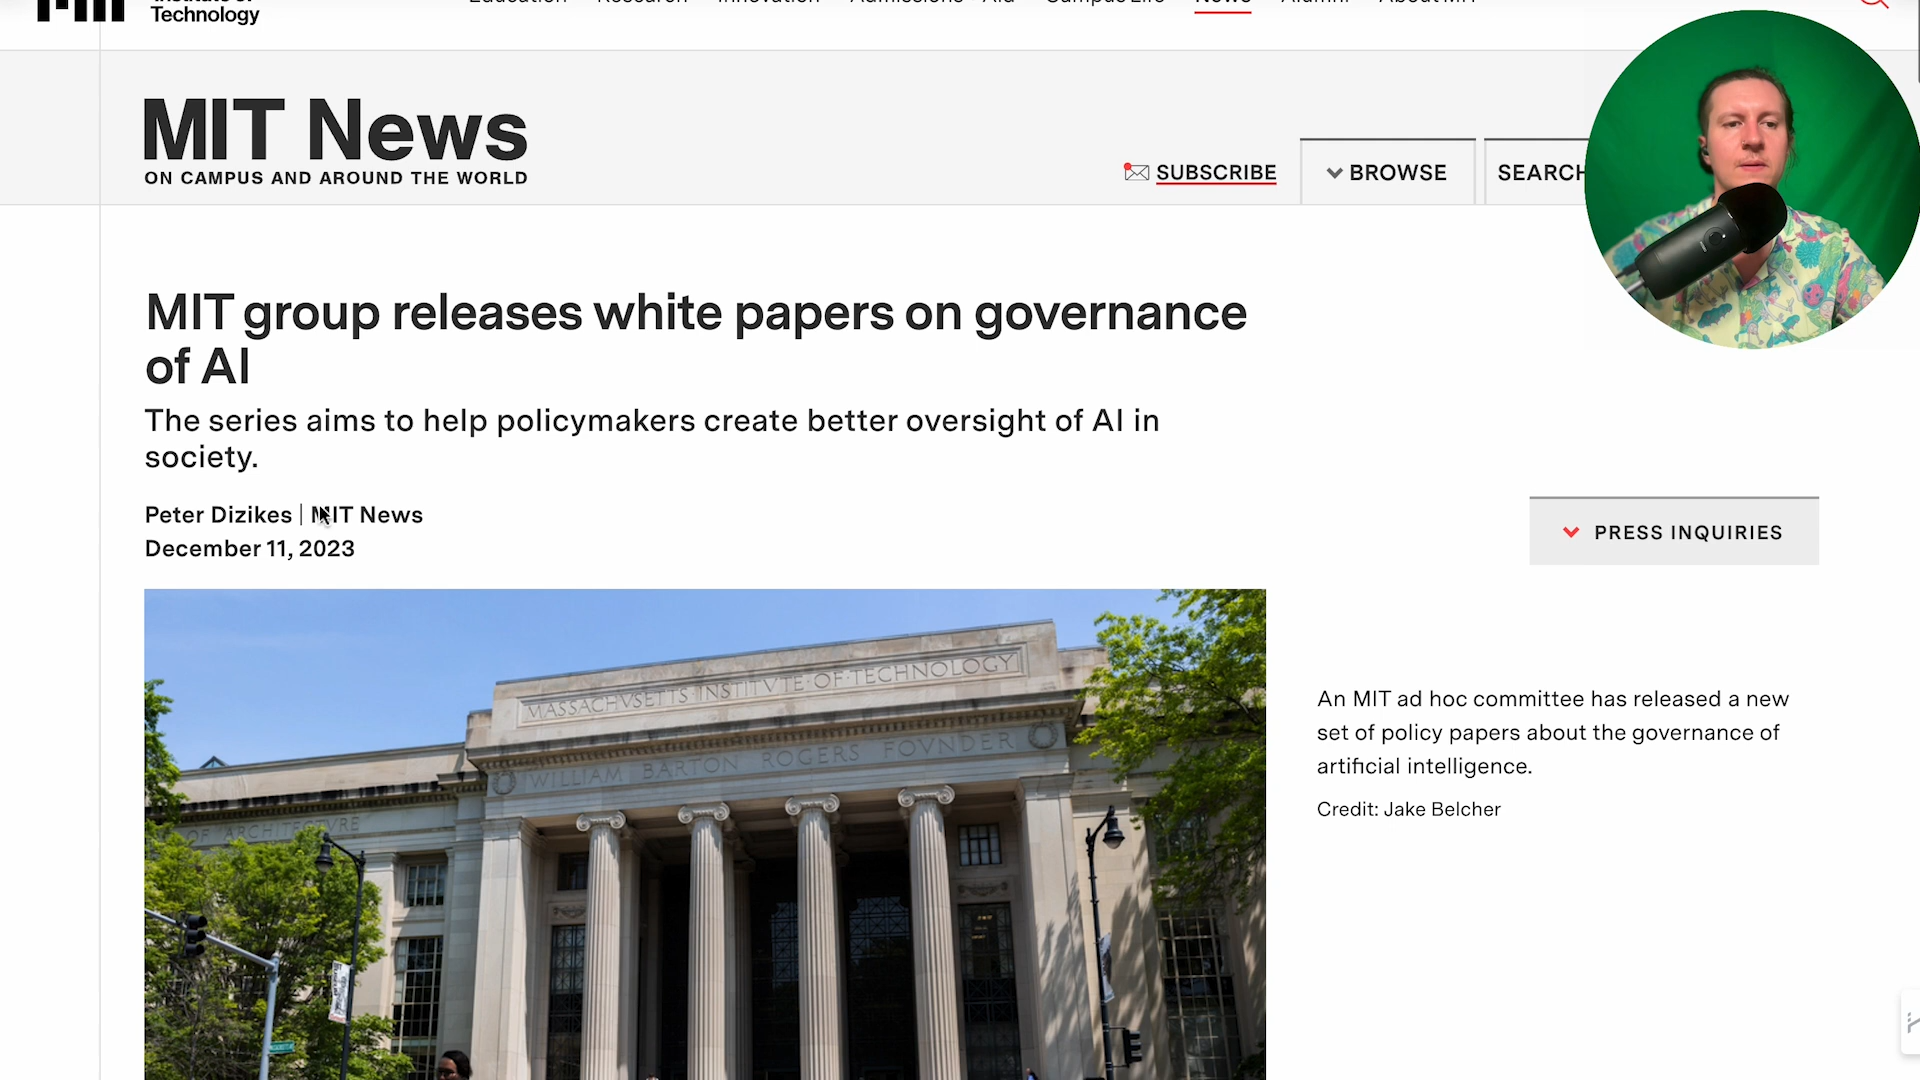 Technology
News
MIT News
ON CAMPUS AND AROUND THE WORLD
SUBSCRIBE
BROWSE
SEARCH
MIT group releases white papers on governance
of AI
The series aims to help policymakers create better oversight of AI in
society.
Peter Dizikes | MIT News
December 11, 2023
PRESS INQUIRIES
MASSACHVSETTS INSTITVTE OF TECHNOLOGY
WILLIAM BARTON ROGERS FOVNDER
OF ARCHITECTVRE
An MIT ad hoc committee has released a new
set of policy papers about the governance of
artificial intelligence.
Credit: Jake Belcher